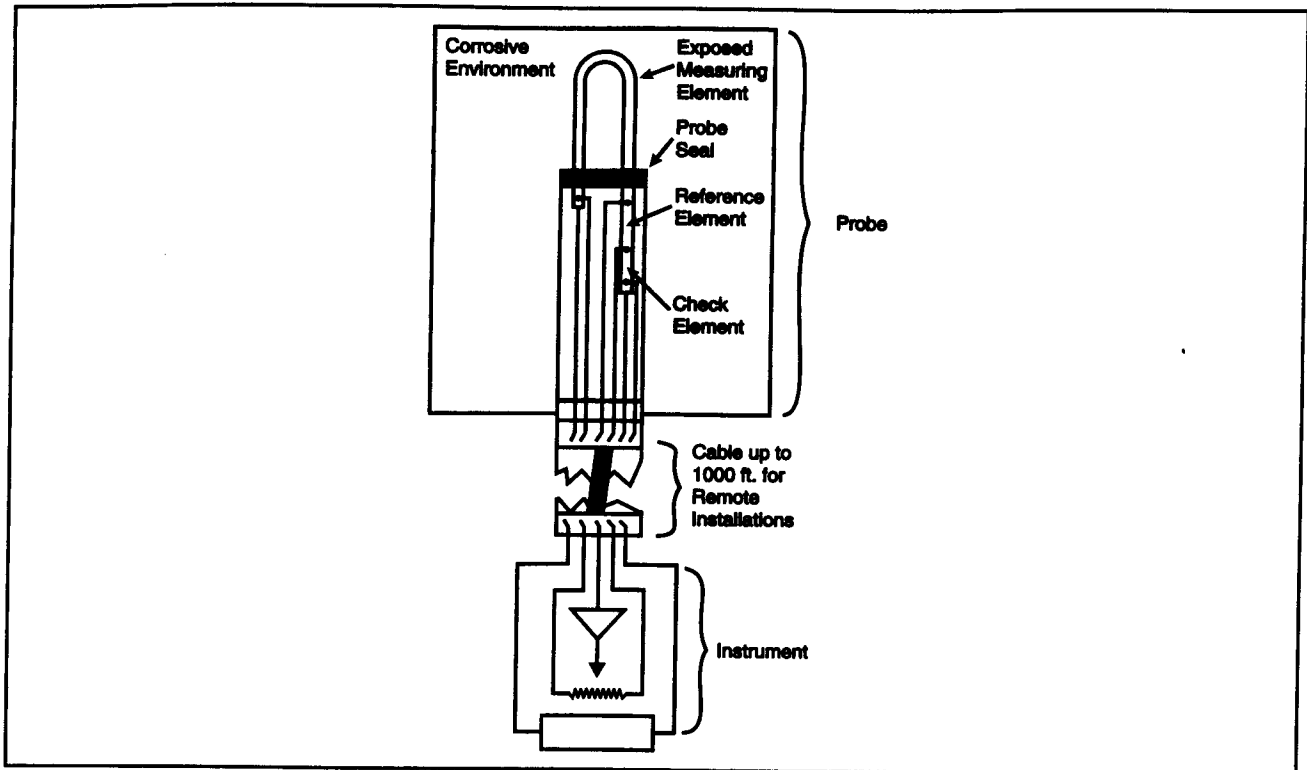 Corrosive
Environment
Exposed
Measuring
Element
Probe
Seal
Reference
Element
Check
Element
Probe
Cable up to
1000 ft. for
Remote
Installations
Instrument